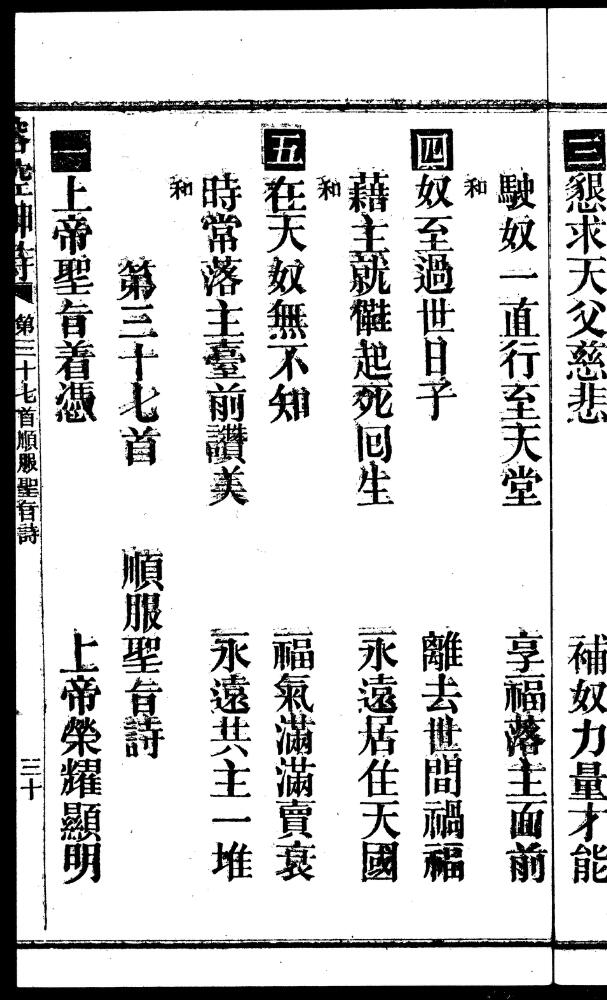 三 懇求天父慈悲　補奴力量才能
駛奴一直行至天堂　享福落主面前
和
四 奴至過世日子　離去世間禍福
藉主就𣍐起死回生　永遠居住天國
和
五 在天奴無不知　福氣滿滿賣衰
時常落主臺前讚美　永遠共主一堆
和
第三十七首　順服聖旨詩
一 上帝聖旨着憑　上帝榮耀顯明
神詩　第三十七首順服聖旨詩　三十